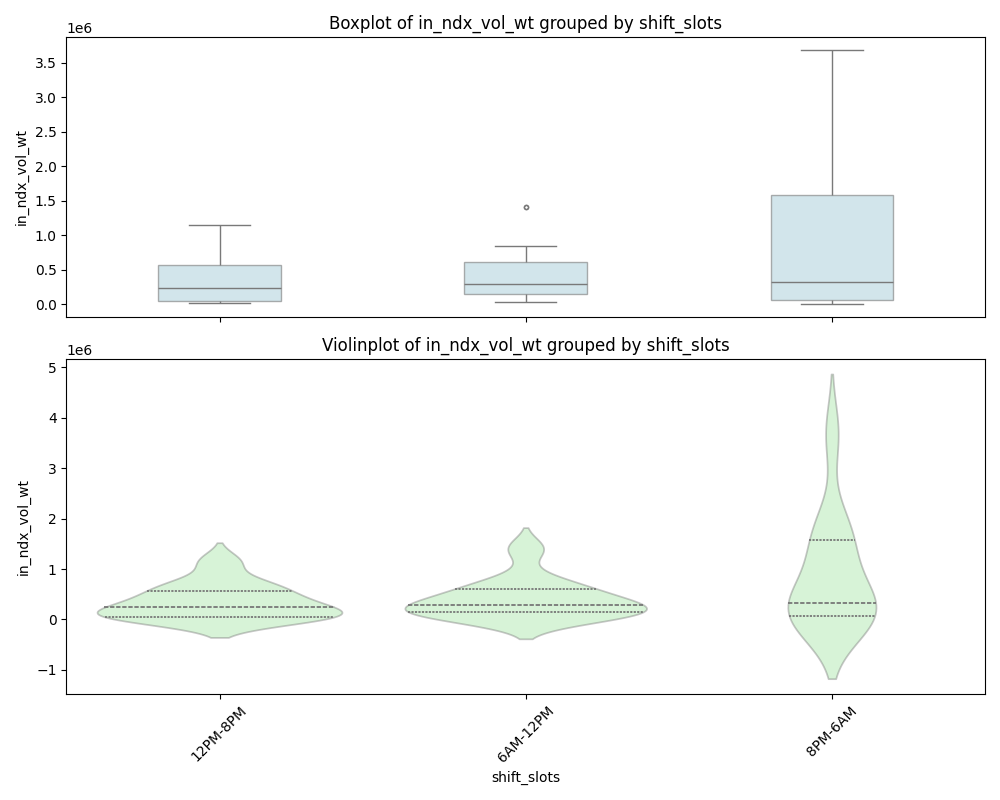 Boxplot of in_ndx_vol_wt grouped by shift_slots
1e6
3.5
3.0
2.5
2.0
1.5
1.0
0.5
0.0
in_ndx_vol_wt
Violinplot of in_ndx_vol_wt grouped by shift_slots
1e6
5
4
3
2
1
0
−1
in_ndx_vol_wt
12PM-8PM
6AM-12PM
8PM-6AM
shift_slots